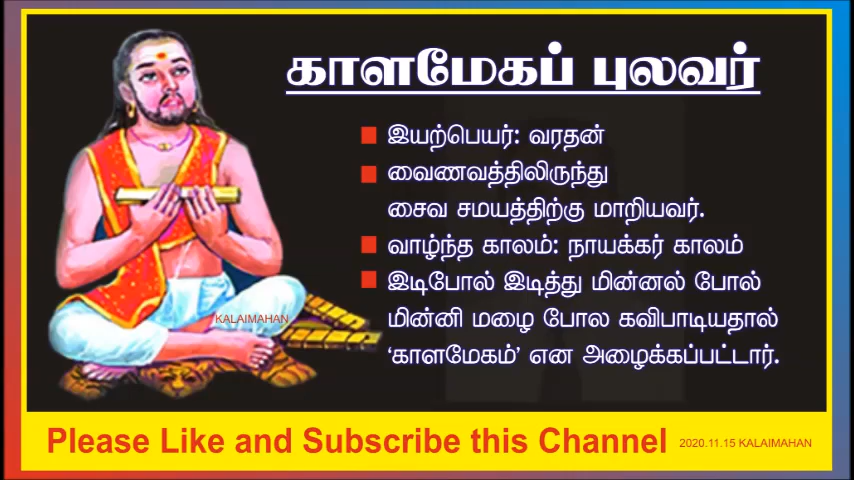 காளமேகப் புலவர்
இயற்பெயர்: வரதன்
வைணவத்திலிருந்து
சைவ சமயத்திற்கு மாறியவர்.
வாழ்ந்த காலம்: நாயக்கர் காலம்
இடிபோல் இடித்து மின்னல் போல்
மின்னி மழை போல கவிபாடியதால்
‘காளமேகம்’ என அழைக்கப்பட்டார்.
KALAIMAHAN
Please Like and Subscribe this Channel
2020.11.15 KALAIMAHAN